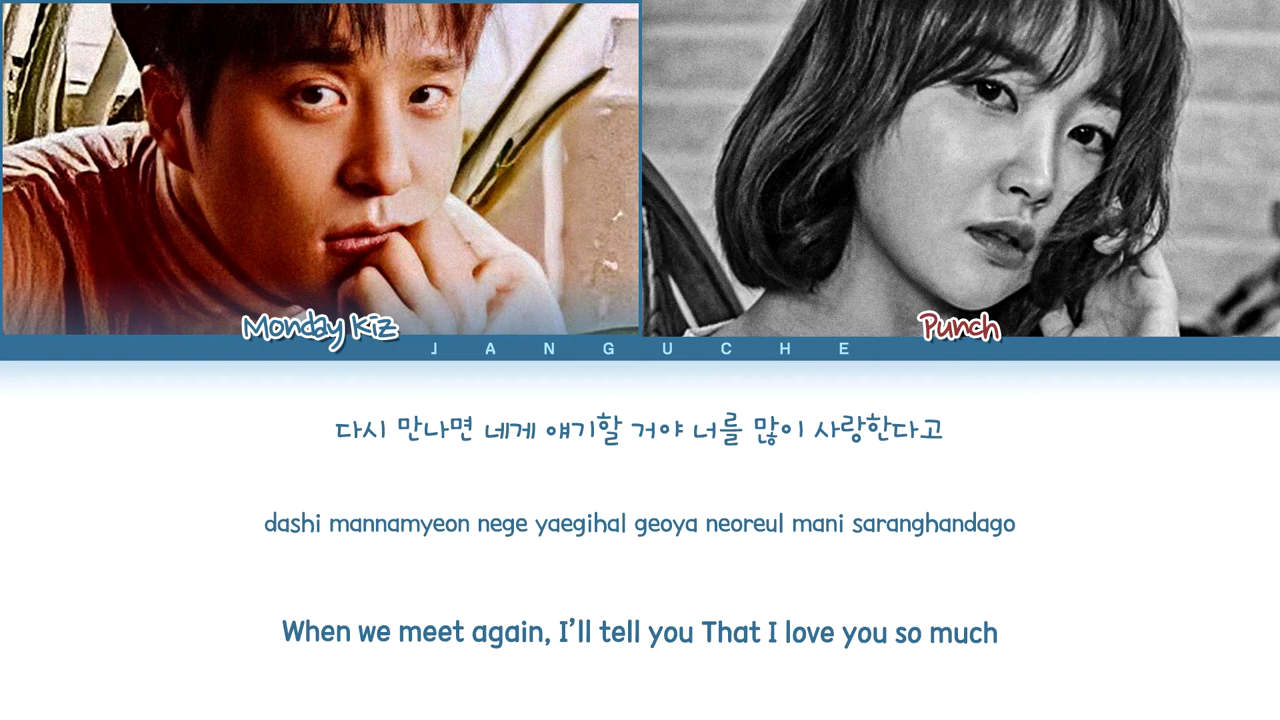 Monday Kiz
Punch
JANGUCHE
다시 만나면 네게 얘기할 거야 너를 많이 사랑한다고
dashi mannamyeon nege yaegihal geoya neoreul mani saranghandago
When we meet again, I'll tell you That I love you so much